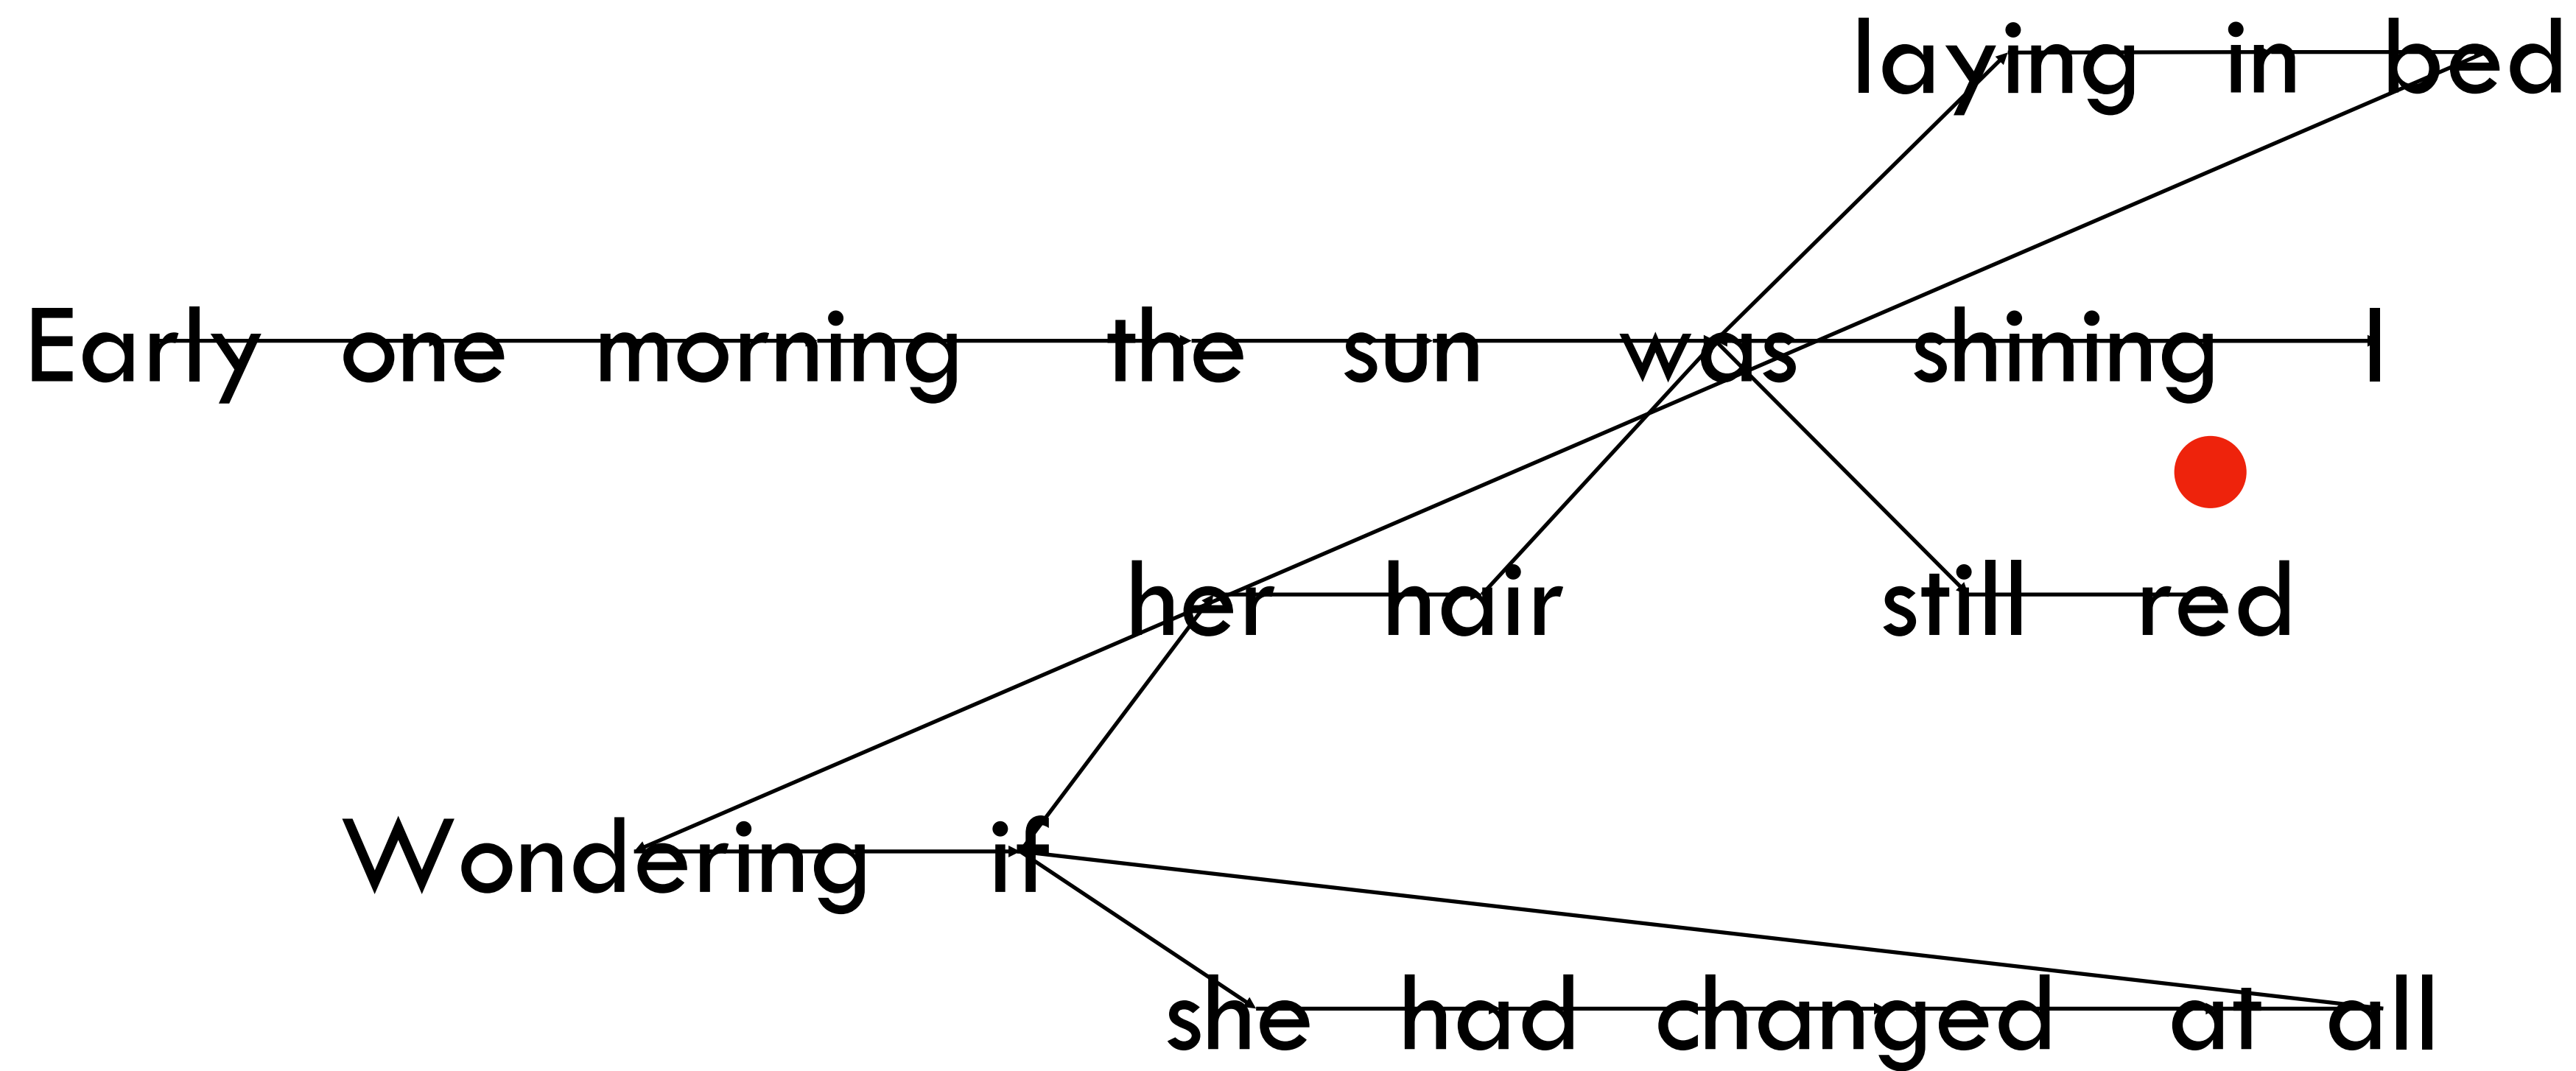 laying in bed
Early one morning the sun was shining I
her hair still red
Wondering if
she had changed at all